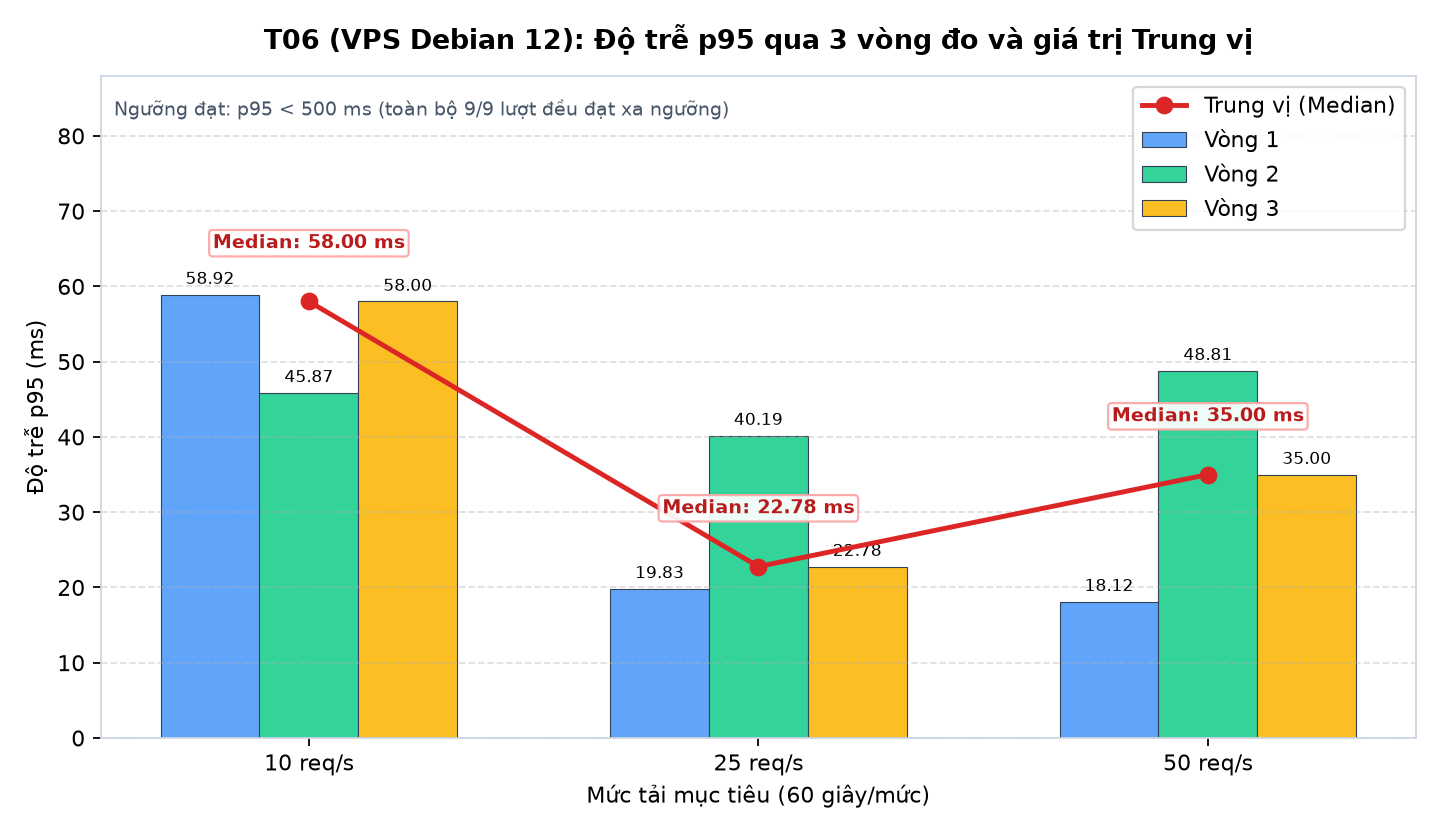 T06 (VPS Debian 12): Độ trễ p95 qua 3 vòng đo và giá trị Trung vị
Ngưỡng đạt: p95 < 500 ms (toàn bộ 9/9 lượt đều đạt xa ngưỡng)
Trung vị (Median)
Vòng 1
Vòng 2
Vòng 3
Độ trễ p95 (ms)
80
70
60
50
40
30
20
10
0
Median: 58.00 ms
58.92
45.87
58.00
Median: 22.78 ms
19.83
40.19
22.78
Median: 35.00 ms
18.12
48.81
35.00
10 req/s
25 req/s
50 req/s
Mức tải mục tiêu (60 giây/mức)